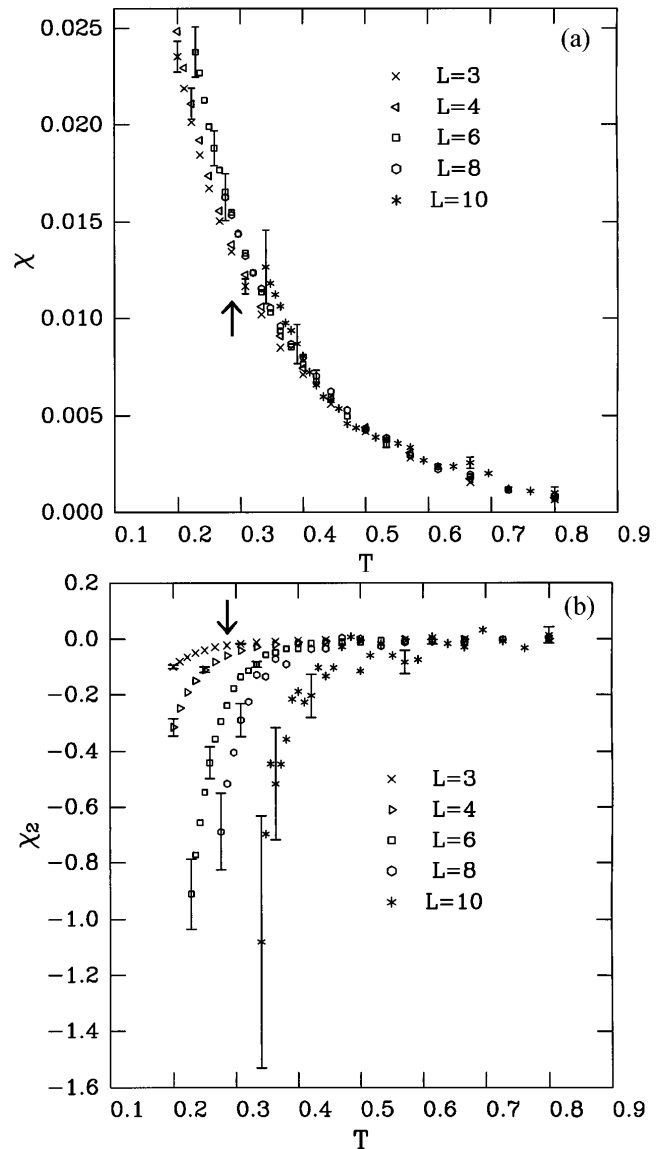 (a)
0.025
0.020
0.015
0.010
0.005
0.000
χ
× L=3
◁ L=4
□ L=6
○ L=8
* L=10
0.1 0.2 0.3 0.4 0.5 0.6 0.7 0.8 0.9
T
(b)
0.2
0.0
−0.2
−0.4
−0.6
−0.8
−1.0
−1.2
−1.4
−1.6
χ2
× L=3
▷ L=4
□ L=6
○ L=8
* L=10
0.1 0.2 0.3 0.4 0.5 0.6 0.7 0.8 0.9
T